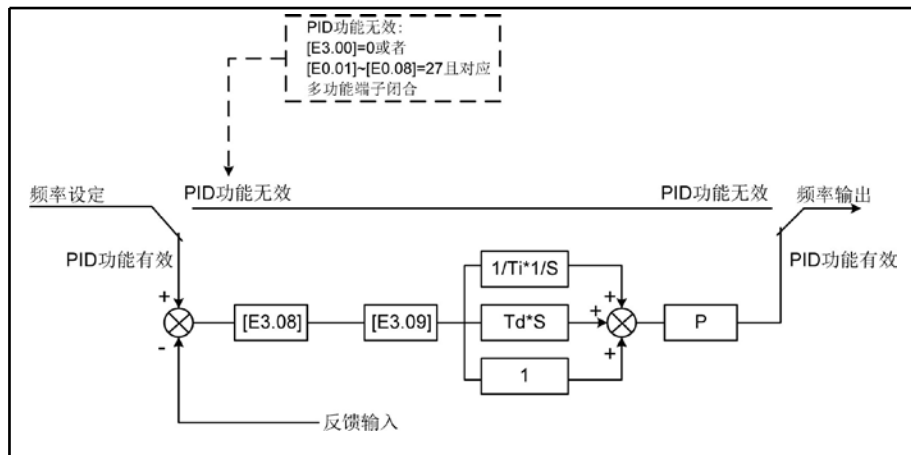 PID功能无效:
[E3.00]=0或者
[E0.01]~[E0.08]=27且对应
多功能端子闭合
频率设定
PID功能无效
PID功能无效
频率输出
PID功能有效
PID功能有效
1/Ti*1/S
+
+
[E3.08]
[E3.09]
Td*S
+
P
-
+
1
反馈输入